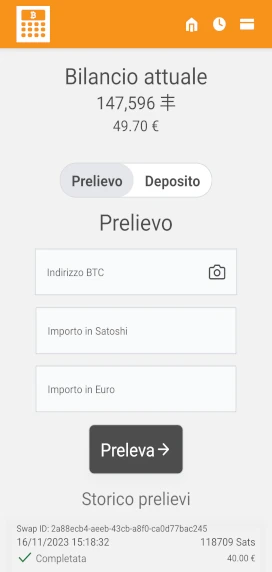 Bilancio attuale
147,596 丰
49.70 €
Prelievo Deposito
Prelievo
Indirizzo BTC
Importo in Satoshi
Importo in Euro
Preleva→
Storico prelievi
Swap ID: 2a88ecb4-aeeb-43cb-a8f0-ca0d77bac245
16/11/2023 15:18:32 118709 Sats
Completata 40.00 €